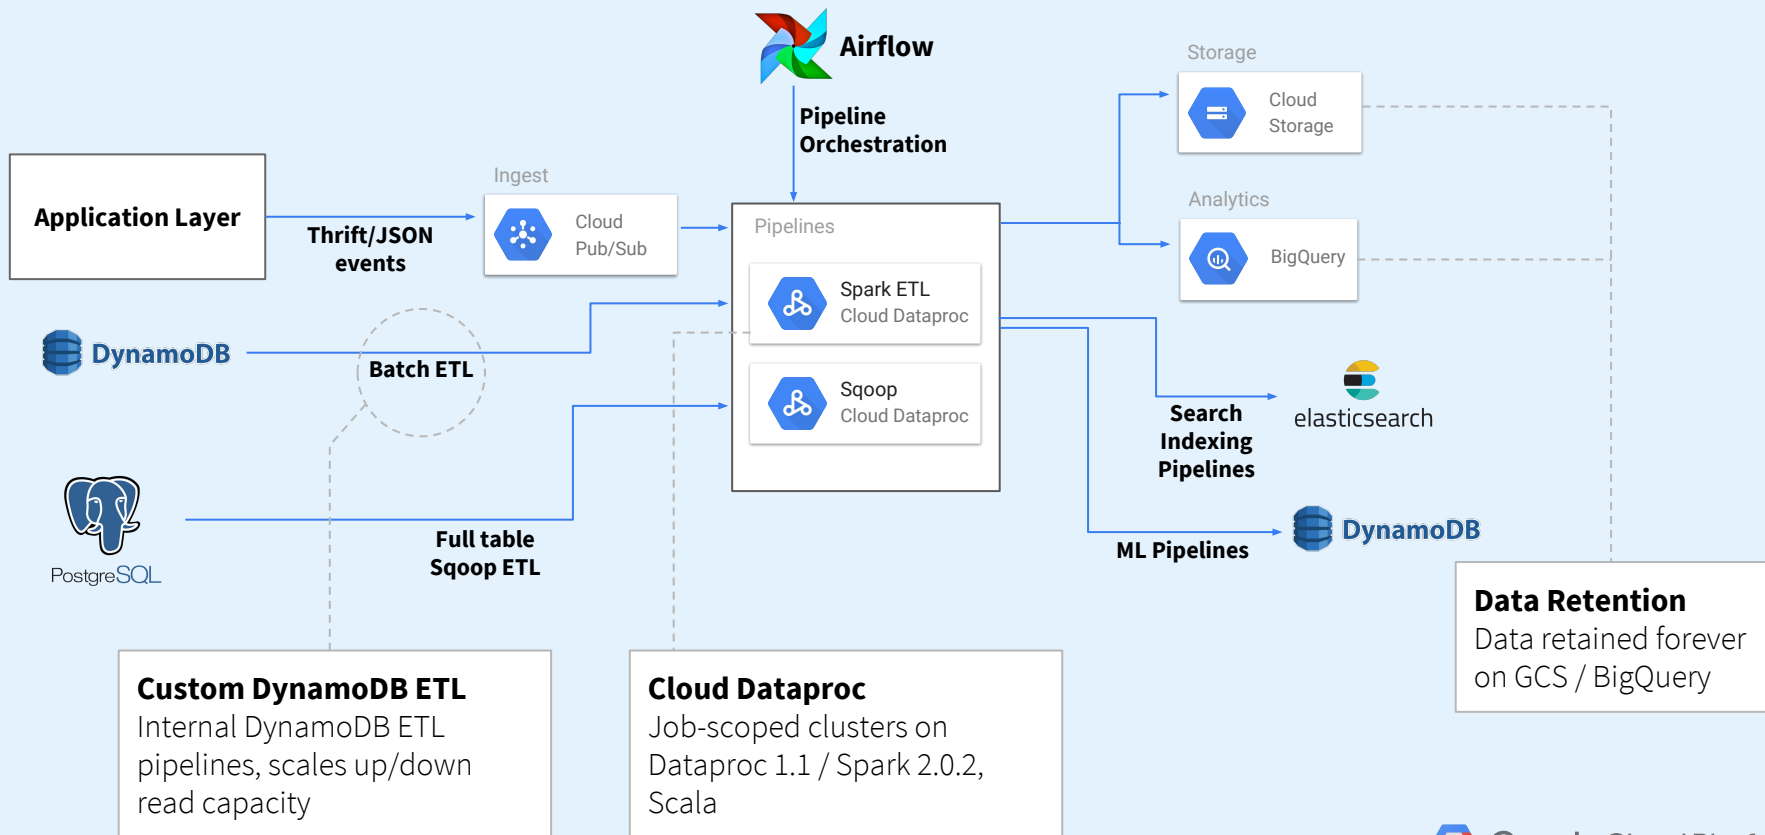 Airflow
Pipeline
Orchestration
Storage
Cloud
Storage
Application Layer
Thrift/JSON
events
Ingest
Cloud
Pub/Sub
Pipelines
Analytics
BigQuery
Spark ETL
Cloud Dataproc
DynamoDB
Batch ETL
Sqoop
Cloud Dataproc
Search
Indexing
Pipelines
elasticsearch
PostgreSQL
Full table
Sqoop ETL
ML Pipelines
DynamoDB
Data Retention
Data retained forever
on GCS / BigQuery
Custom DynamoDB ETL
Internal DynamoDB ETL
pipelines, scales up/down
read capacity
Cloud Dataproc
Job-scoped clusters on
Dataproc 1.1 / Spark 2.0.2,
Scala